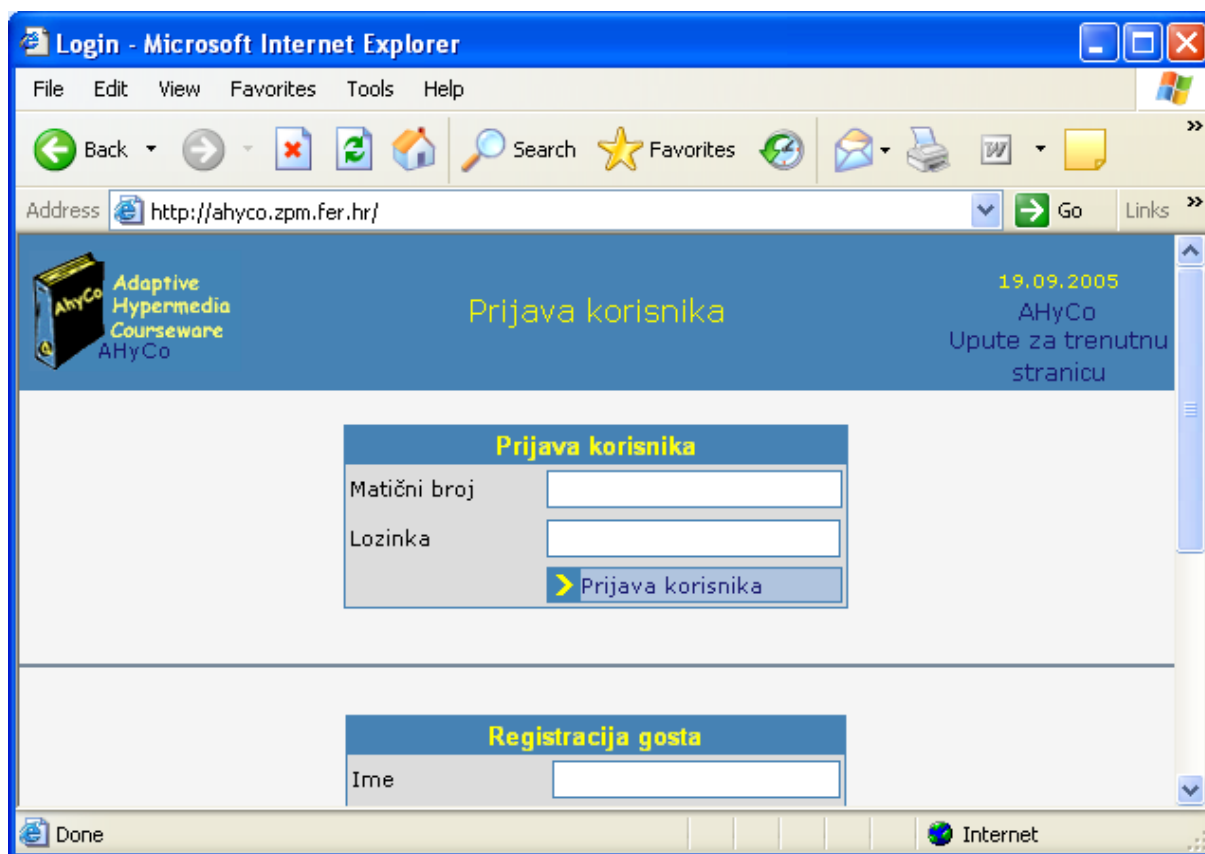 Login - Microsoft Internet Explorer
File Edit View Favorites Tools Help
Back Search Favorites W »
Address http://ahyco.zpm.fer.hr/ Go Links »
AhyCo
Adaptive
Hypermedia
Courseware
AHyCo
Prijava korisnika
19.09.2005
AHyCo
Upute za trenutnu
stranicu
Prijava korisnika
Matični broj
Lozinka
Prijava korisnika
Registracija gosta
Ime
Done Internet